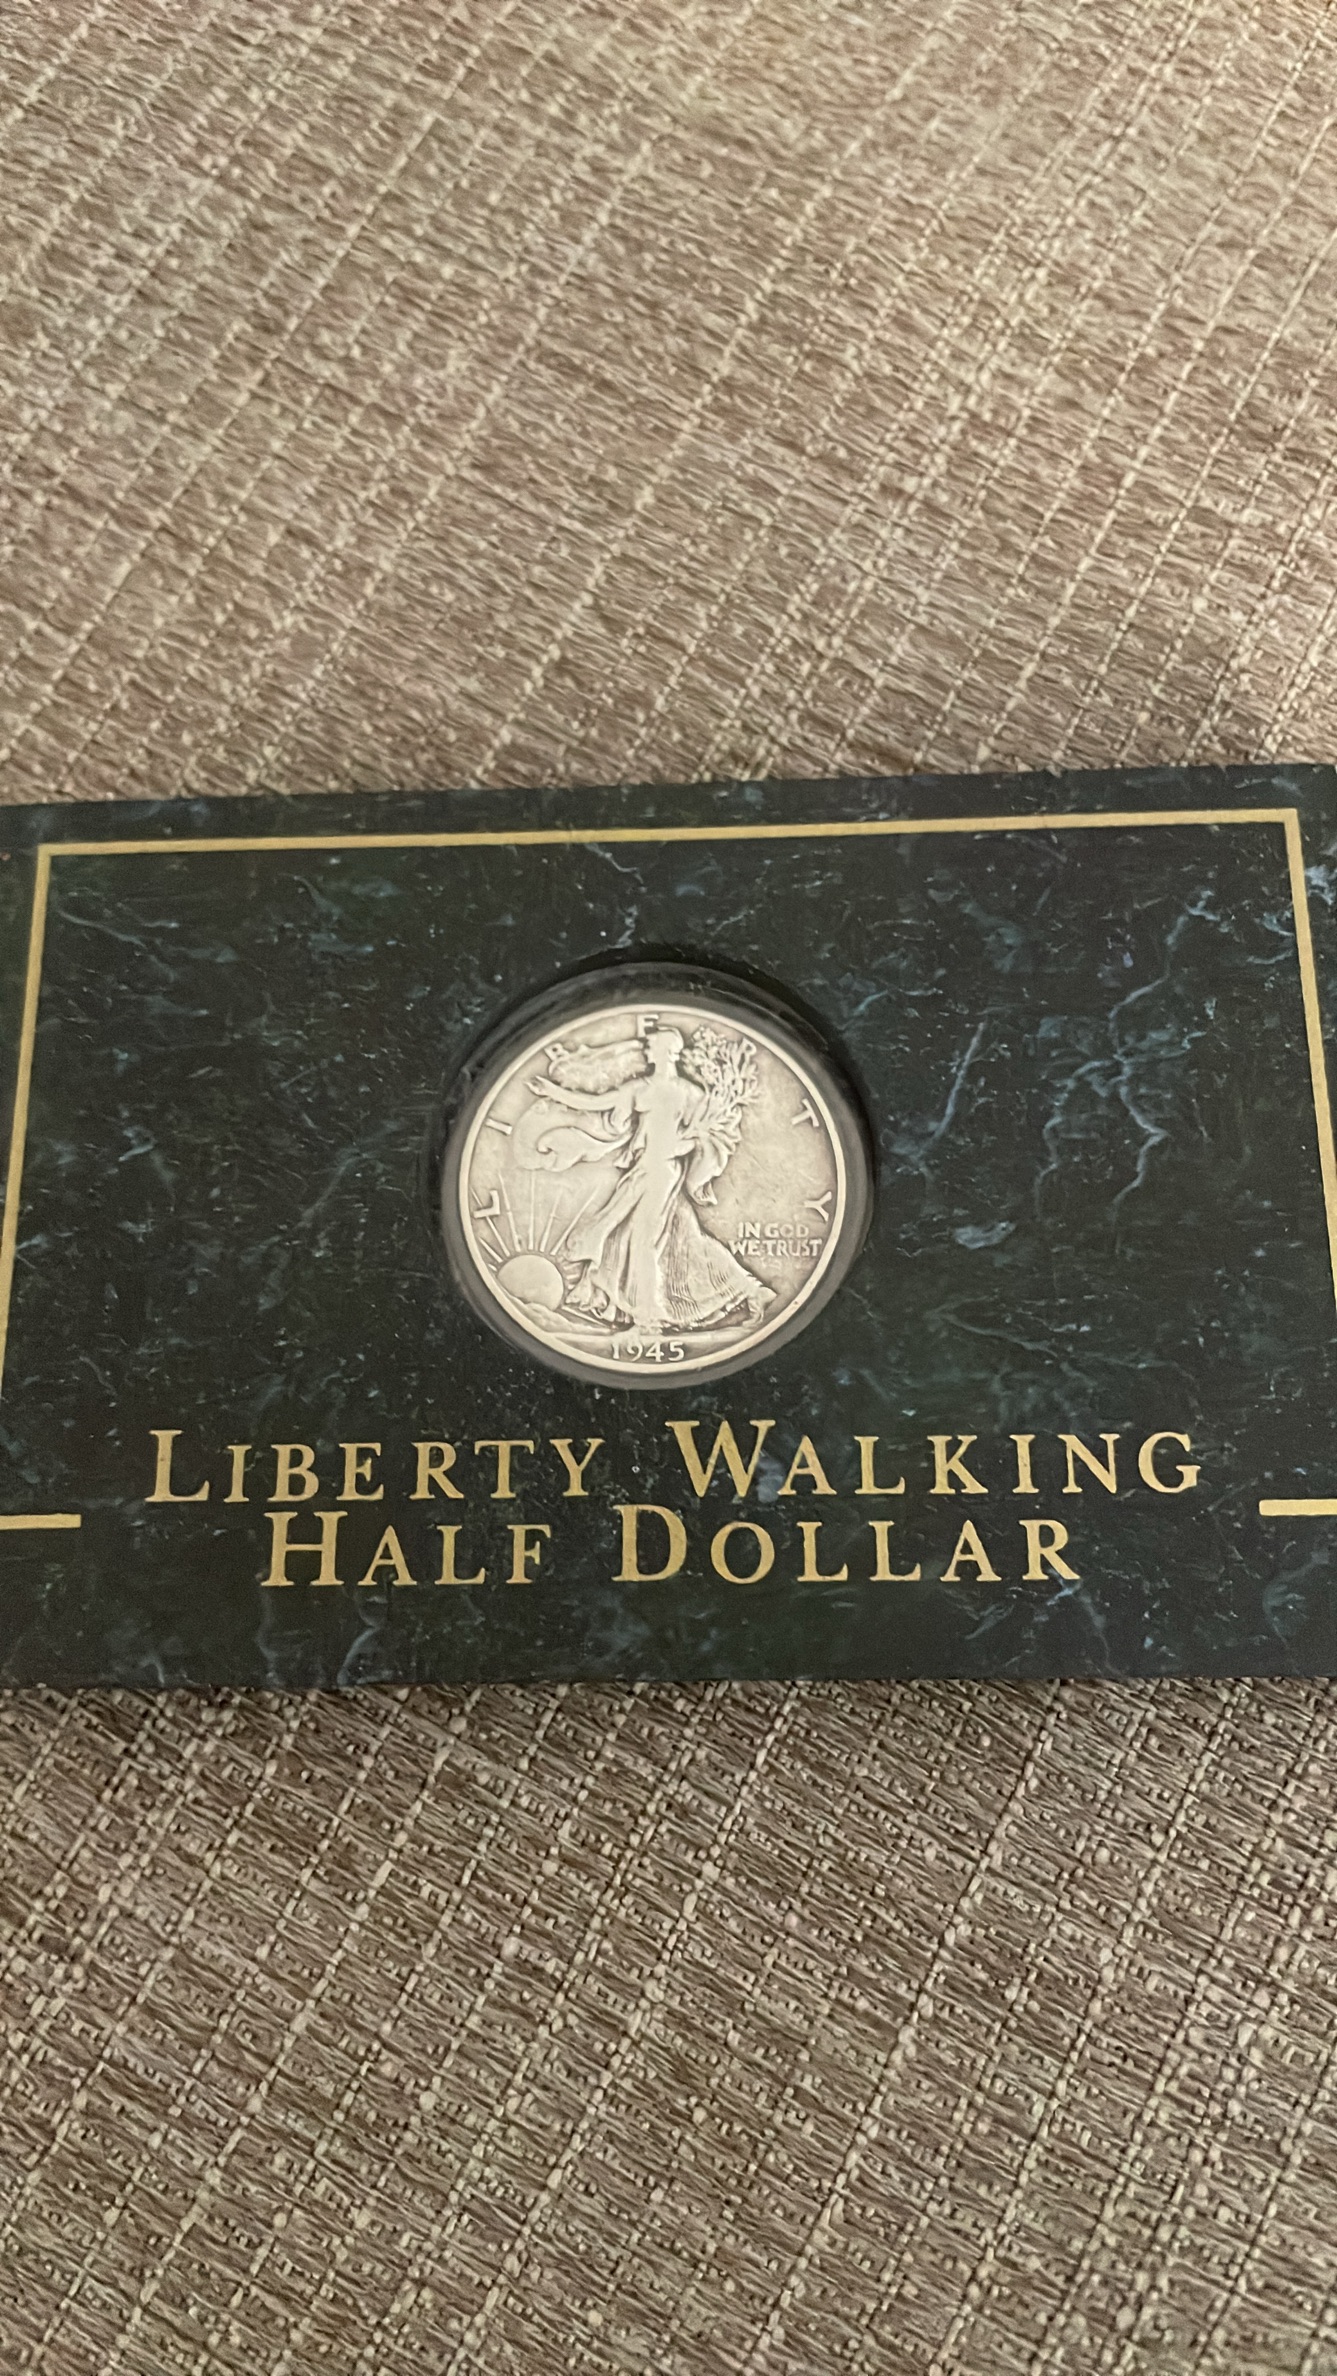 LIBERTY
IN GOD
WE TRUST
1945
LIBERTY WALKING
HALF DOLLAR